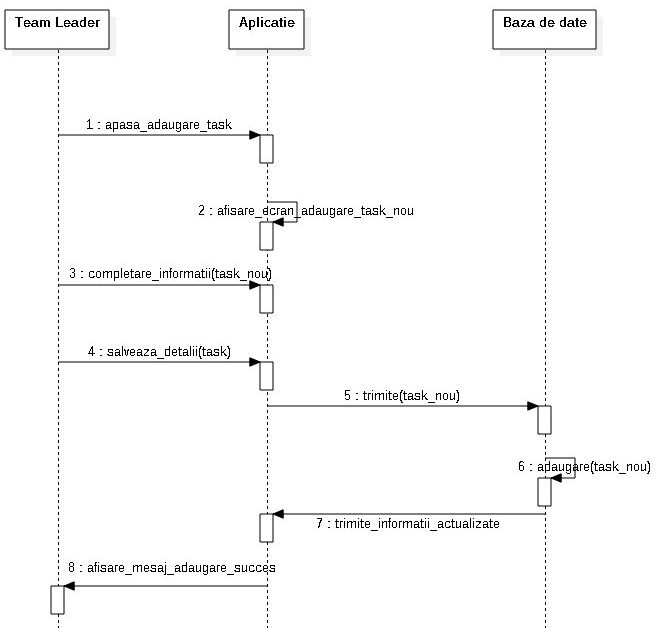 Team Leader
Aplicatie
Baza de date
1 : apasa_adaugare_task
2 : afisare_ecran_adaugare_task_nou
3 : completare_informatii(task_nou)
4 : salveaza_detalii(task)
5 : trimite(task_nou)
6 : adaugare(task_nou)
7 : trimite_informatii_actualizate
8 : afisare_mesaj_adaugare_succes